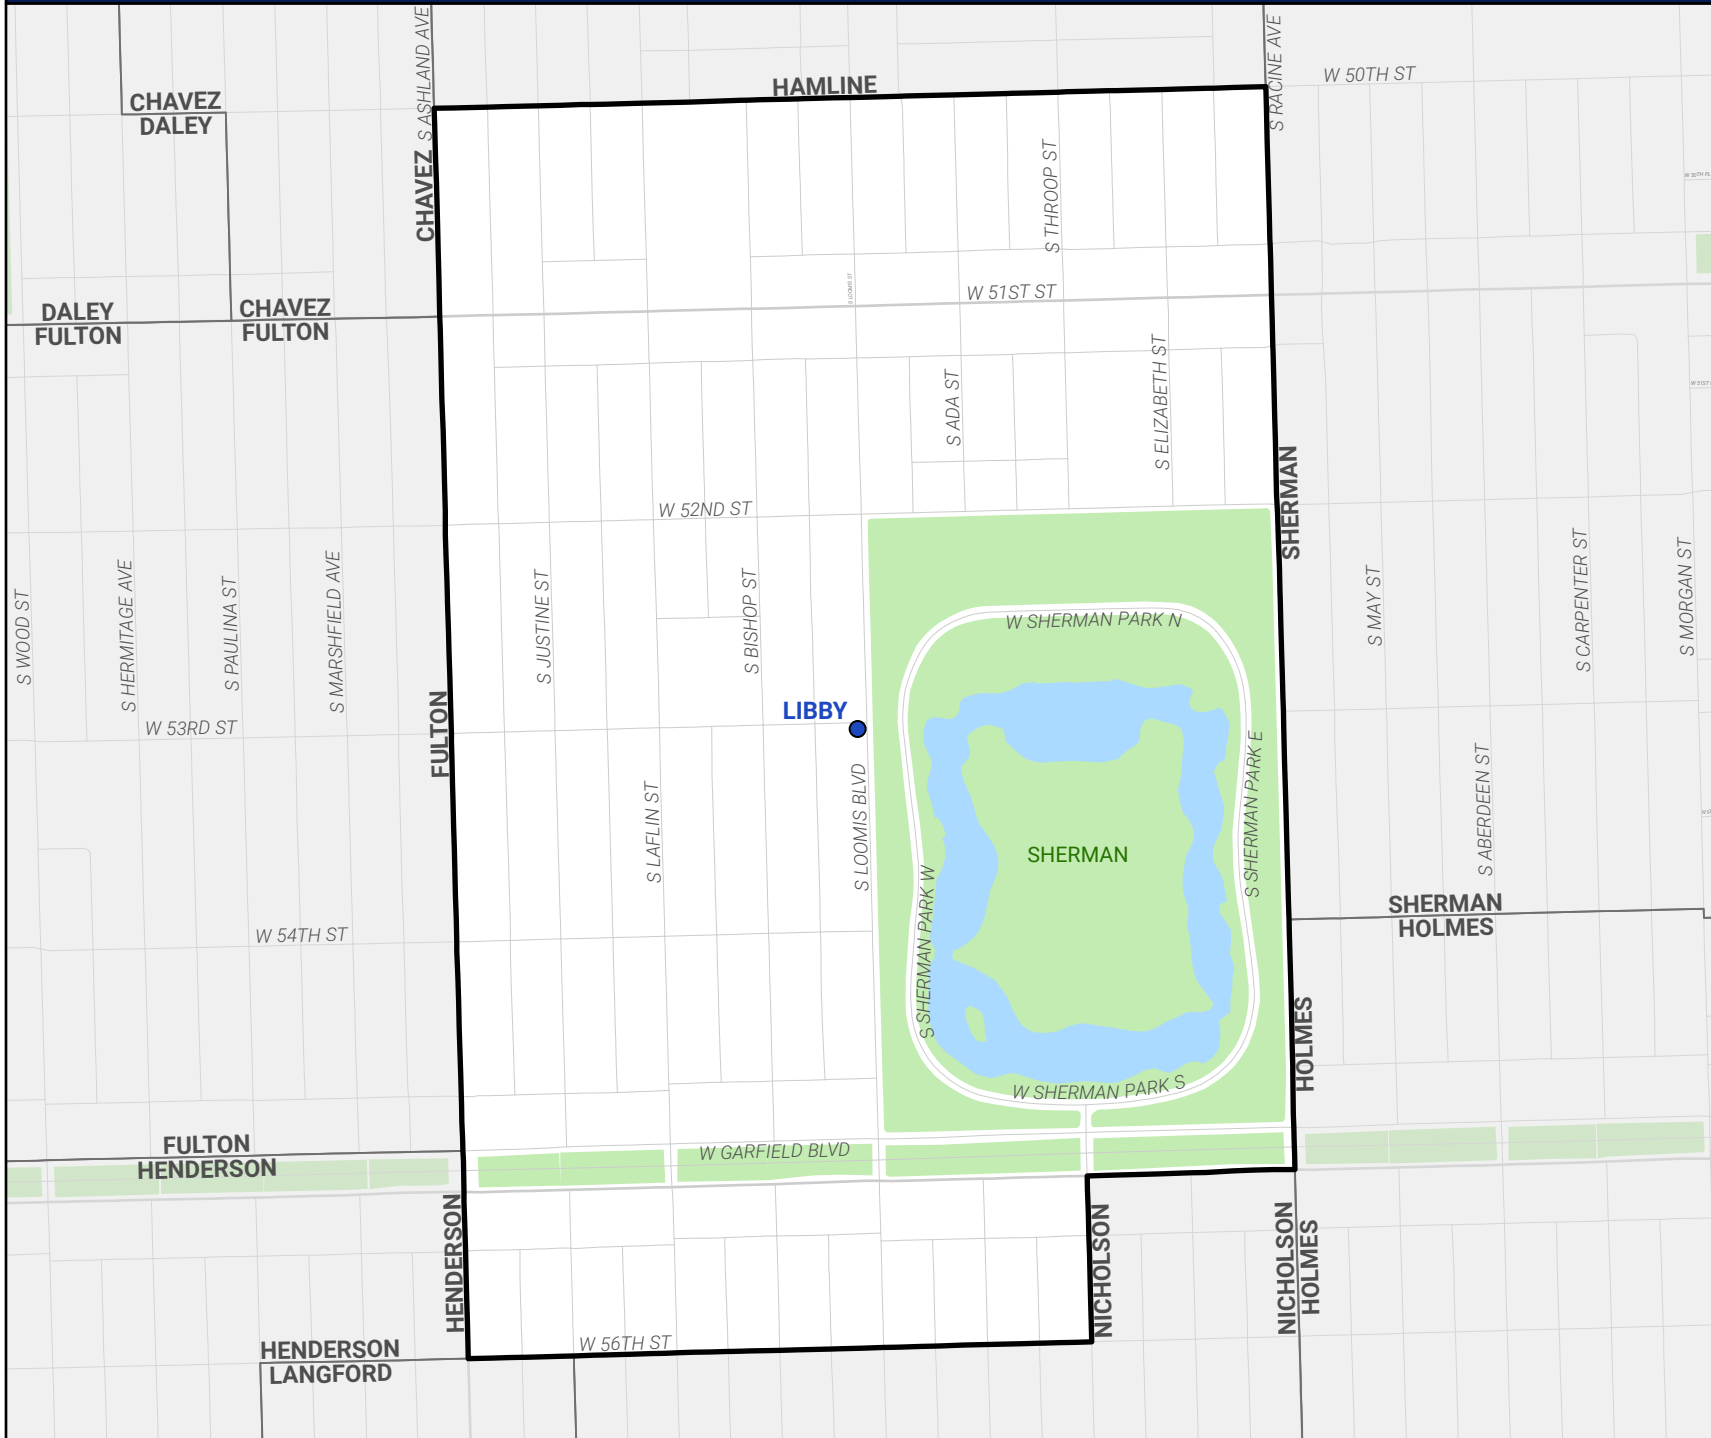 HAMLINE
S ASHLAND AVE
S RACINE AVE
W 50TH ST
CHAVEZ
DALEY
CHAVEZ
S THROOP ST
S LOOMIS ST
W 51ST ST
DALEY
FULTON
CHAVEZ
FULTON
S ADA ST
S ELIZABETH ST
SHERMAN
W 52ND ST
S WOOD ST
S HERMITAGE AVE
S PAULINA ST
S MARSHFIELD AVE
S JUSTINE ST
S BISHOP ST
S MAY ST
S CARPENTER ST
S MORGAN ST
W SHERMAN PARK N
W 53RD ST
FULTON
LIBBY
S LAFLIN ST
S LOOMIS BLVD
S SHERMAN PARK E
S ABERDEEN ST
SHERMAN
S SHERMAN PARK W
SHERMAN
HOLMES
W 54TH ST
HOLMES
W SHERMAN PARK S
FULTON
HENDERSON
W GARFIELD BLVD
HENDERSON
NICHOLSON
NICHOLSON
HOLMES
W 56TH ST
HENDERSON
LANGFORD